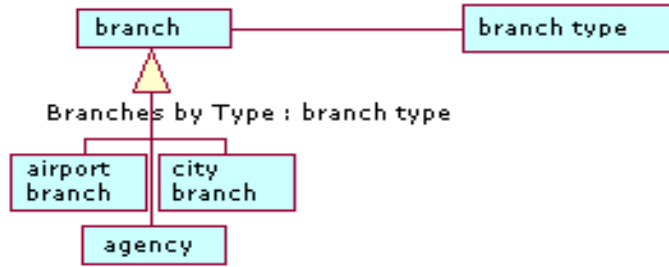 branch
branch type
Branches by Type : branch type
airport
branch
city
branch
agency